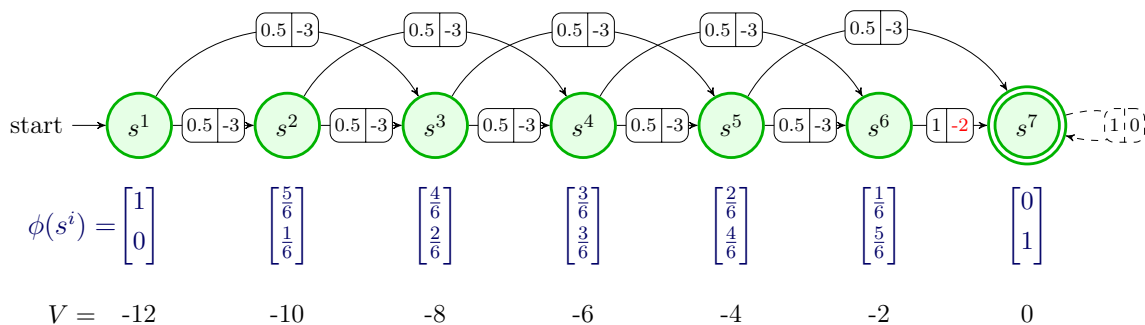 0.5 -3 0.5 -3 0.5 -3 0.5 -3 0.5 -3
start s¹ 0.5 -3 s² 0.5 -3 s³ 0.5 -3 s⁴ 0.5 -3 s⁵ 0.5 -3 s⁶ 1 -2 s⁷ 1 0
ϕ(sⁱ) = [1 0] [5/6 1/6] [4/6 2/6] [3/6 3/6] [2/6 4/6] [1/6 5/6] [0 1]
V = -12 -10 -8 -6 -4 -2 0